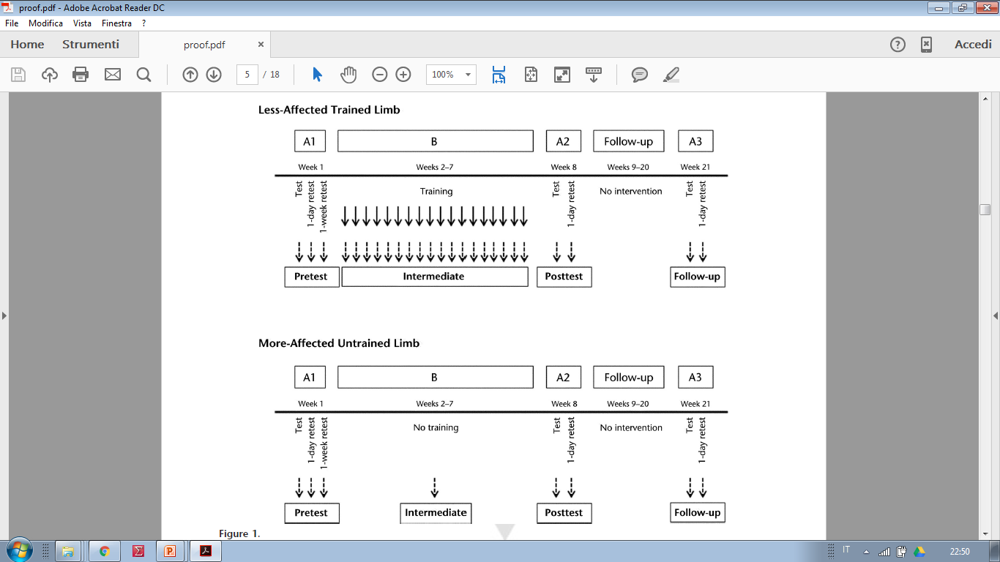 proof.pdf - Adobe Acrobat Reader DC
File Modifica Vista Finestra ?
Home Strumenti proof.pdf × ? Accedi
5 / 18 100%
Less-Affected Trained Limb
A1 B A2 Follow-up A3
Week 1 Weeks 2–7 Week 8 Weeks 9–20 Week 21
Test 1-day retest 1-week retest Training Test 1-day retest No intervention Test 1-day retest
Pretest Intermediate Posttest Follow-up
More-Affected Untrained Limb
A1 B A2 Follow-up A3
Week 1 Weeks 2–7 Week 8 Weeks 9–20 Week 21
Test 1-day retest 1-week retest No training Test 1-day retest No intervention Test 1-day retest
Pretest Intermediate Posttest Follow-up
Figure 1.
IT 22:50